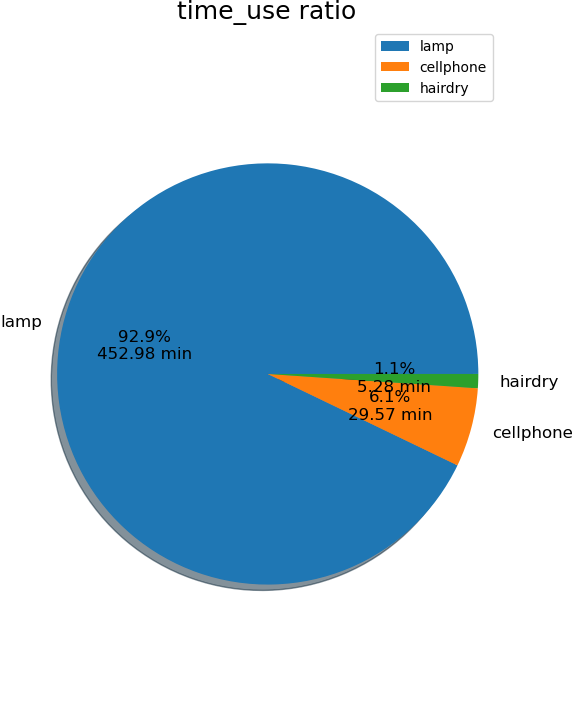 time_use ratio
lamp
cellphone
hairdry
lamp
92.9%
452.98 min
1.1%
5.28 min
6.1%
29.57 min
hairdry
cellphone